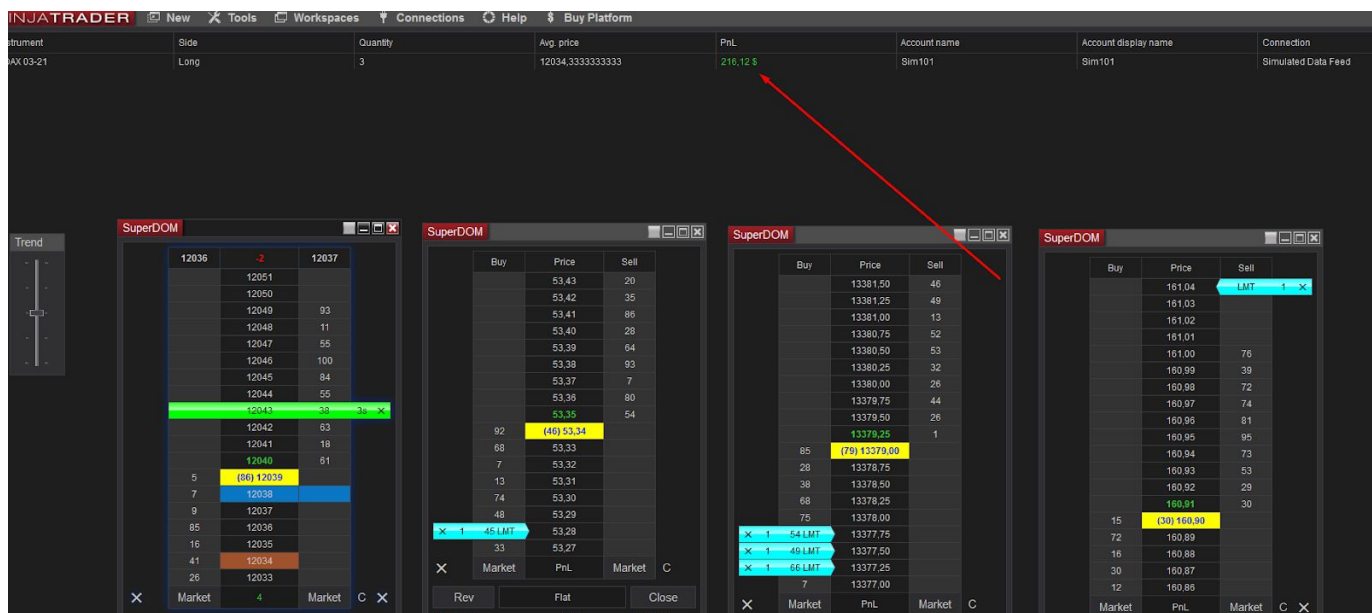 NINJATRADER New Tools Workspaces Connections Help $ Buy Platform
strument Side Quantity Avg. price PnL Account name Account display name Connection
DAX 03-21 Long 3 12034,3333333333 216,12 $ Sim101 Sim101 Simulated Data Feed
Trend
SuperDOM
12036 -2 12037
12051
12050
12049 93
12048 11
12047 55
12046 100
12045 84
12044 55
12043 38 3s ×
12042 63
12041 18
12040 61
5 (86) 12039
7 12038
9 12037
85 12036
16 12035
41 12034
26 12033
× Market 4 Market C ×
SuperDOM
Buy Price Sell
53,43 20
53,42 35
53,41 86
53,40 28
53,39 64
53,38 93
53,37 7
53,36 80
53,35 54
92 (46) 53,34
68 53,33
7 53,32
13 53,31
74 53,30
48 53,29
× 1 45 LMT 53,28
33 53,27
× Market PnL Market C
Rev Flat Close
SuperDOM
Buy Price Sell
13381,50 46
13381,25 49
13381,00 13
13380,75 52
13380,50 53
13380,25 32
13380,00 26
13379,75 44
13379,50 26
13379,25 1
85 (79) 13379,00
28 13378,75
38 13378,50
68 13378,25
75 13378,00
× 1 54 LMT 13377,75
× 1 49 LMT 13377,50
× 1 66 LMT 13377,25
7 13377,00
× Market PnL Market C
SuperDOM
Buy Price Sell
161,04 LMT 1 ×
161,03
161,02
161,01
161,00 76
160,99 39
160,98 72
160,97 74
160,96 81
160,95 95
160,94 73
160,93 53
160,92 29
160,91 30
15 (30) 160,90
72 160,89
16 160,88
30 160,87
12 160,86
Market PnL Market C ×